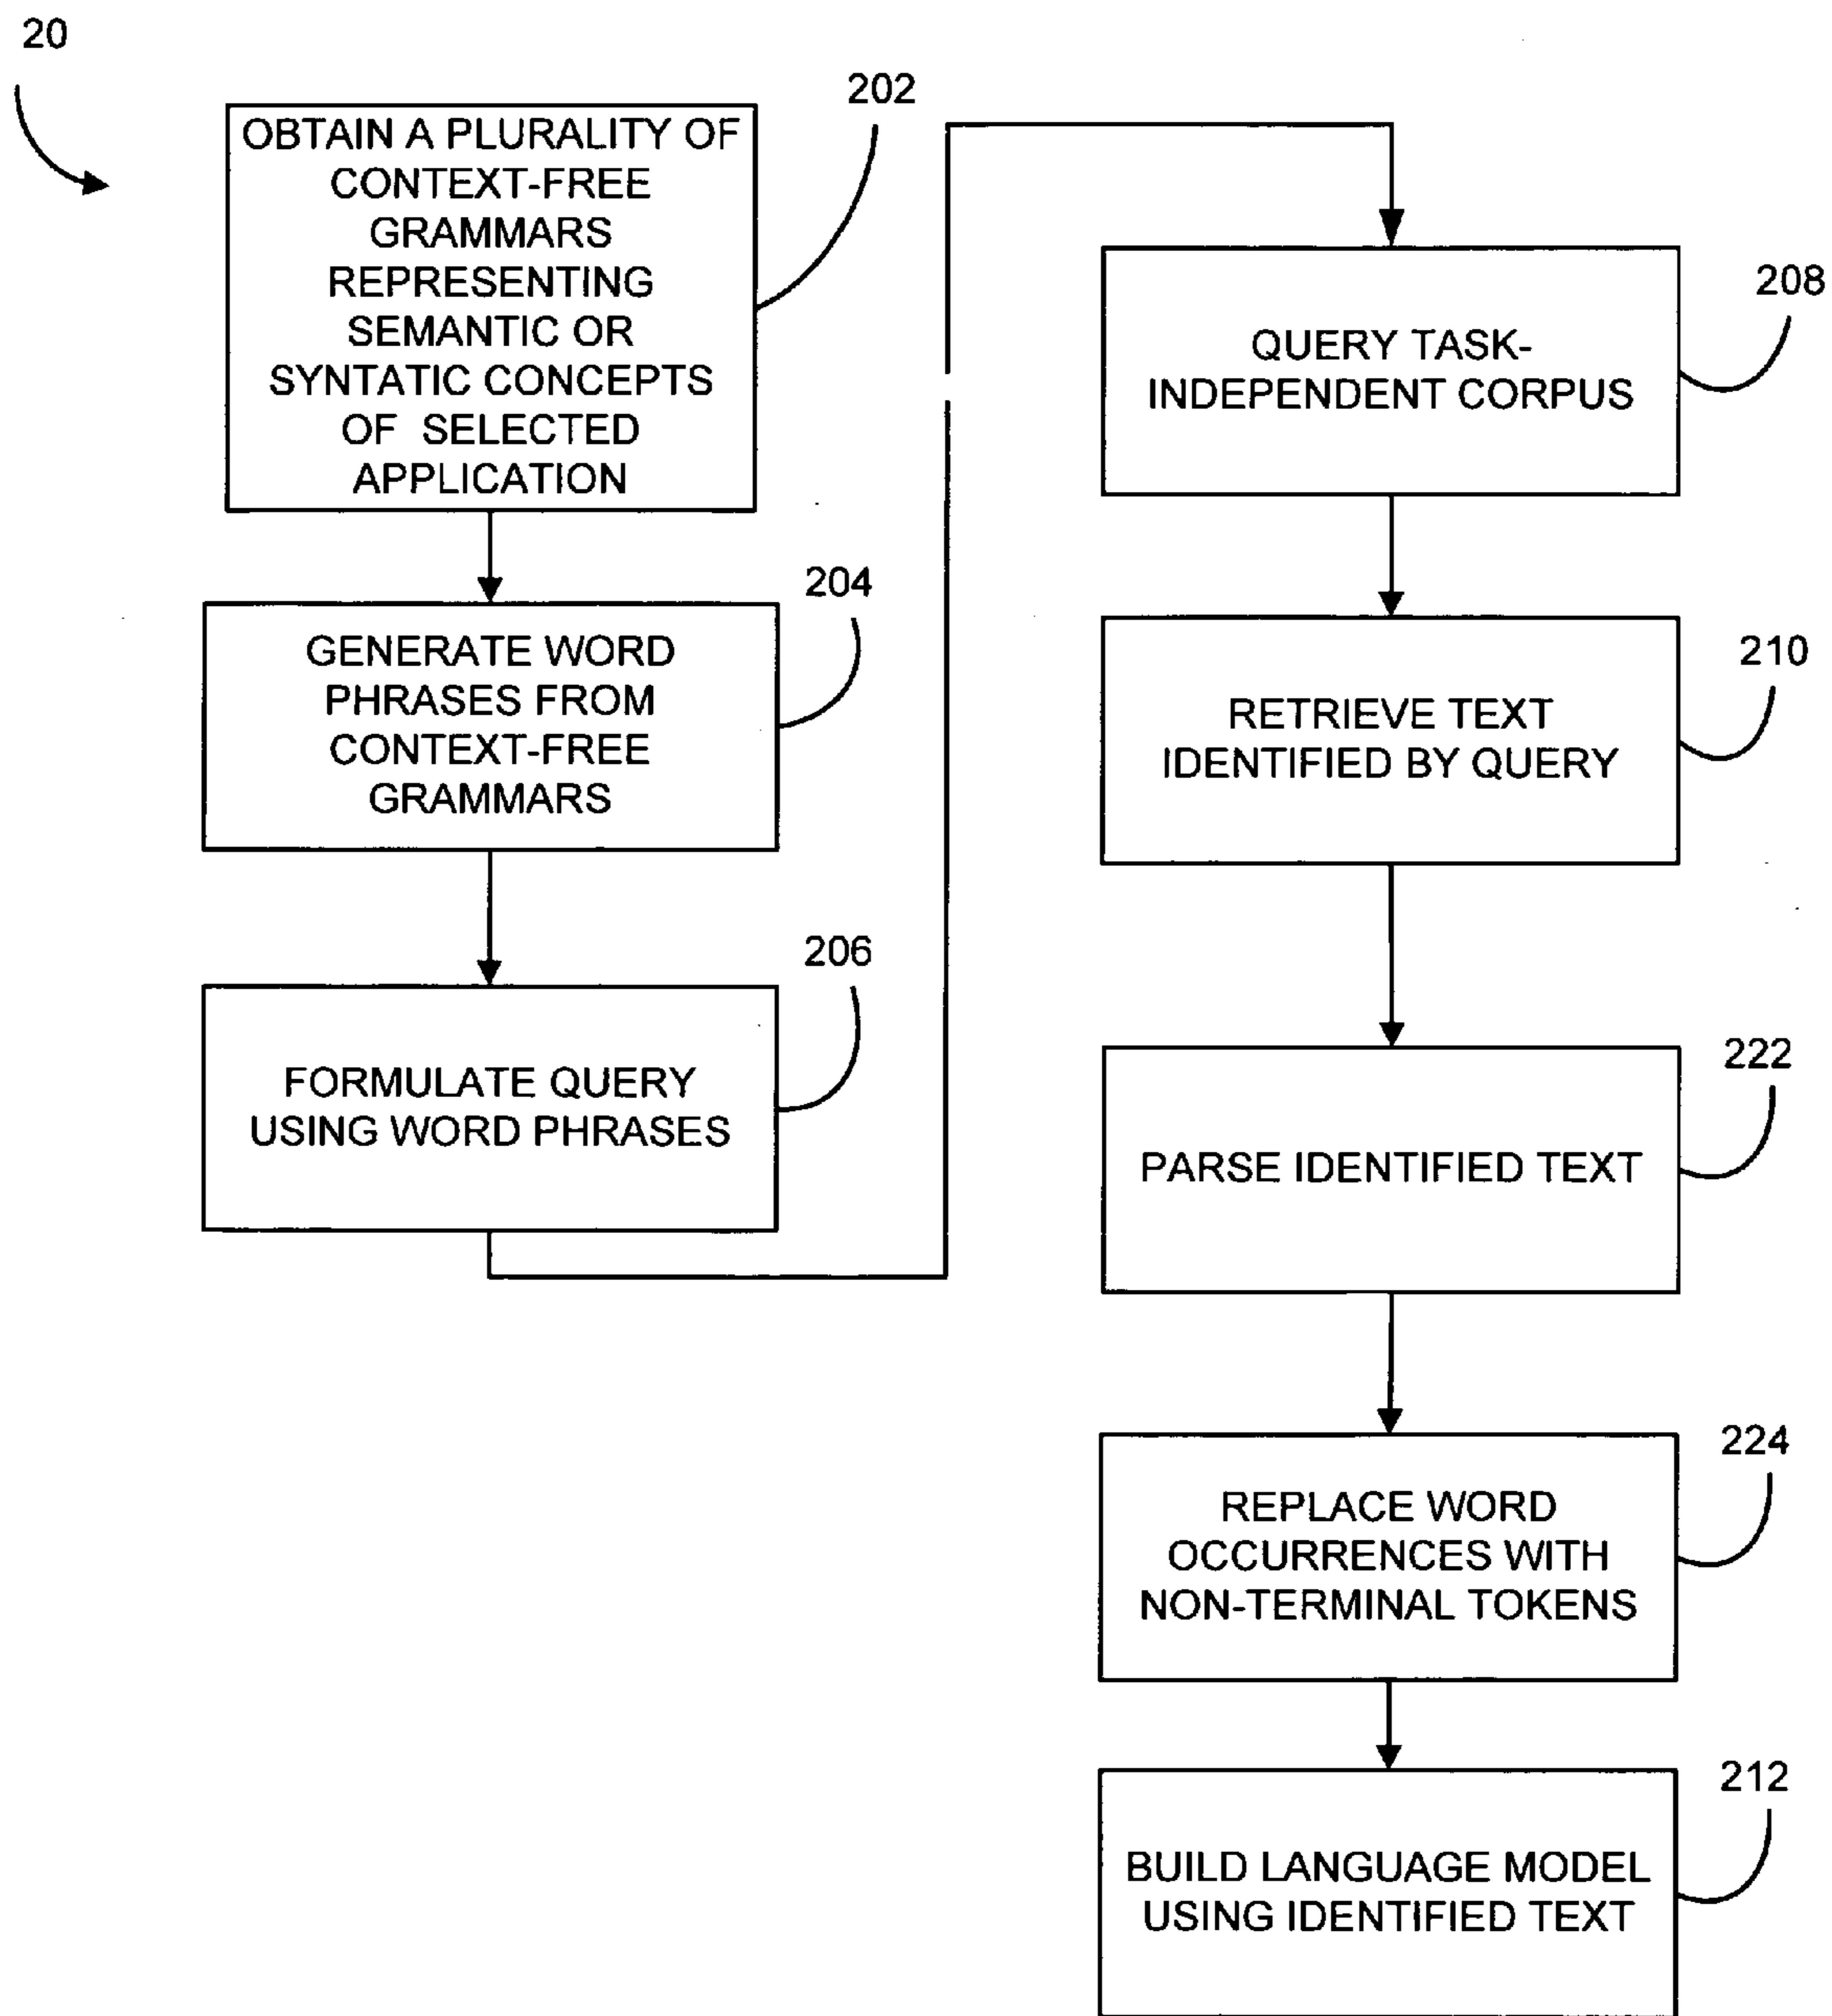 20
202
OBTAIN A PLURALITY OF
CONTEXT-FREE
GRAMMARS
REPRESENTING
SEMANTIC OR
SYNTATIC CONCEPTS
OF SELECTED
APPLICATION
204
GENERATE WORD
PHRASES FROM
CONTEXT-FREE
GRAMMARS
206
FORMULATE QUERY
USING WORD PHRASES
208
QUERY TASK-
INDEPENDENT CORPUS
210
RETRIEVE TEXT
IDENTIFIED BY QUERY
222
PARSE IDENTIFIED TEXT
224
REPLACE WORD
OCCURRENCES WITH
NON-TERMINAL TOKENS
212
BUILD LANGUAGE MODEL
USING IDENTIFIED TEXT